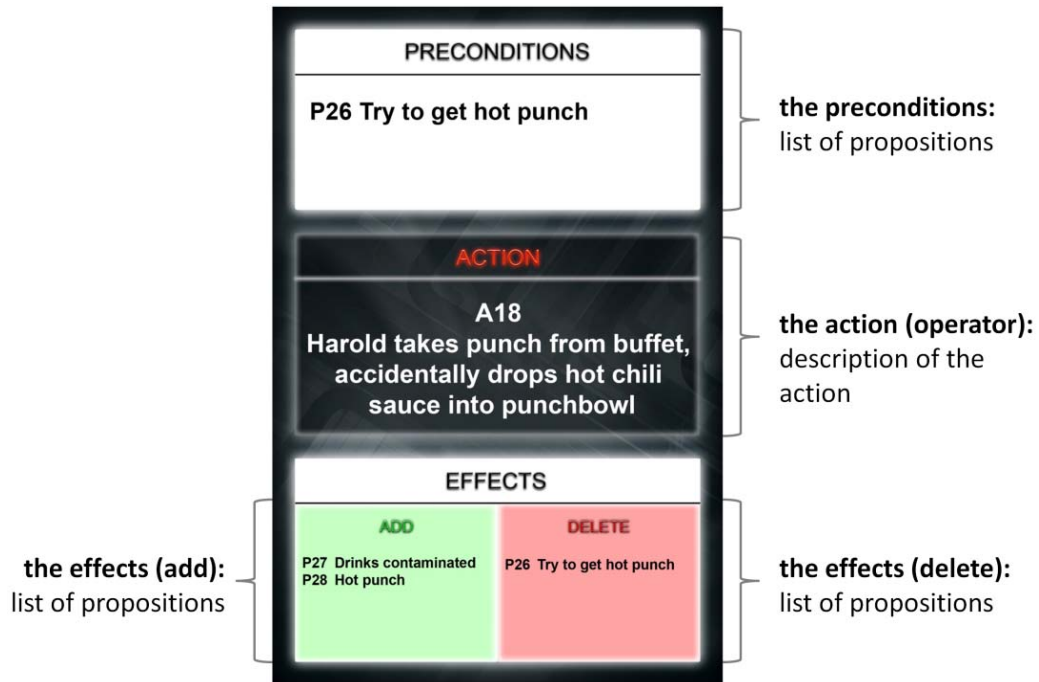 PRECONDITIONS
P26 Try to get hot punch
the preconditions:
list of propositions
ACTION
A18
Harold takes punch from buffet,
accidentally drops hot chili
sauce into punchbowl
the action (operator):
description of the
action
EFFECTS
ADD
P27 Drinks contaminated
P28 Hot punch
DELETE
P26 Try to get hot punch
the effects (add):
list of propositions
the effects (delete):
list of propositions